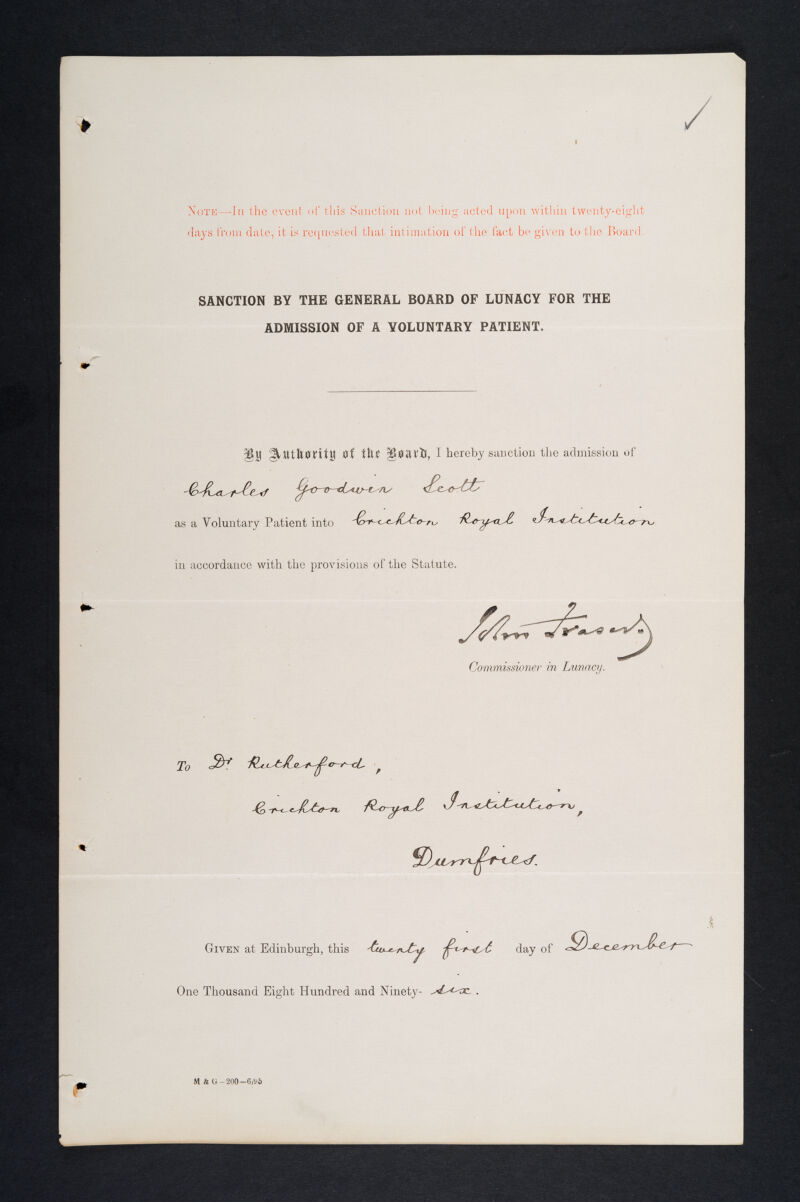 NOTE—In the event of this Sanction not being acted upon within twenty-eight
days from date, it is requested that intimation of the fact be given to the Board.
SANCTION BY THE GENERAL BOARD OF LUNACY FOR THE
ADMISSION OF A VOLUNTARY PATIENT.
By Authority of the Board, I hereby sanction the admission of
Charles Goodwin Scott
as a Voluntary Patient into Crichton Royal Institution
in accordance with the provisions of the Statute.
John Fraser.
Commissioner in Lunacy.
To Dr Rutherford,
Crichton Royal Institution,
Dumfries.
GIVEN at Edinburgh, this twenty first day of December
One Thousand Eight Hundred and Ninety- six.
M & G—200—6/95